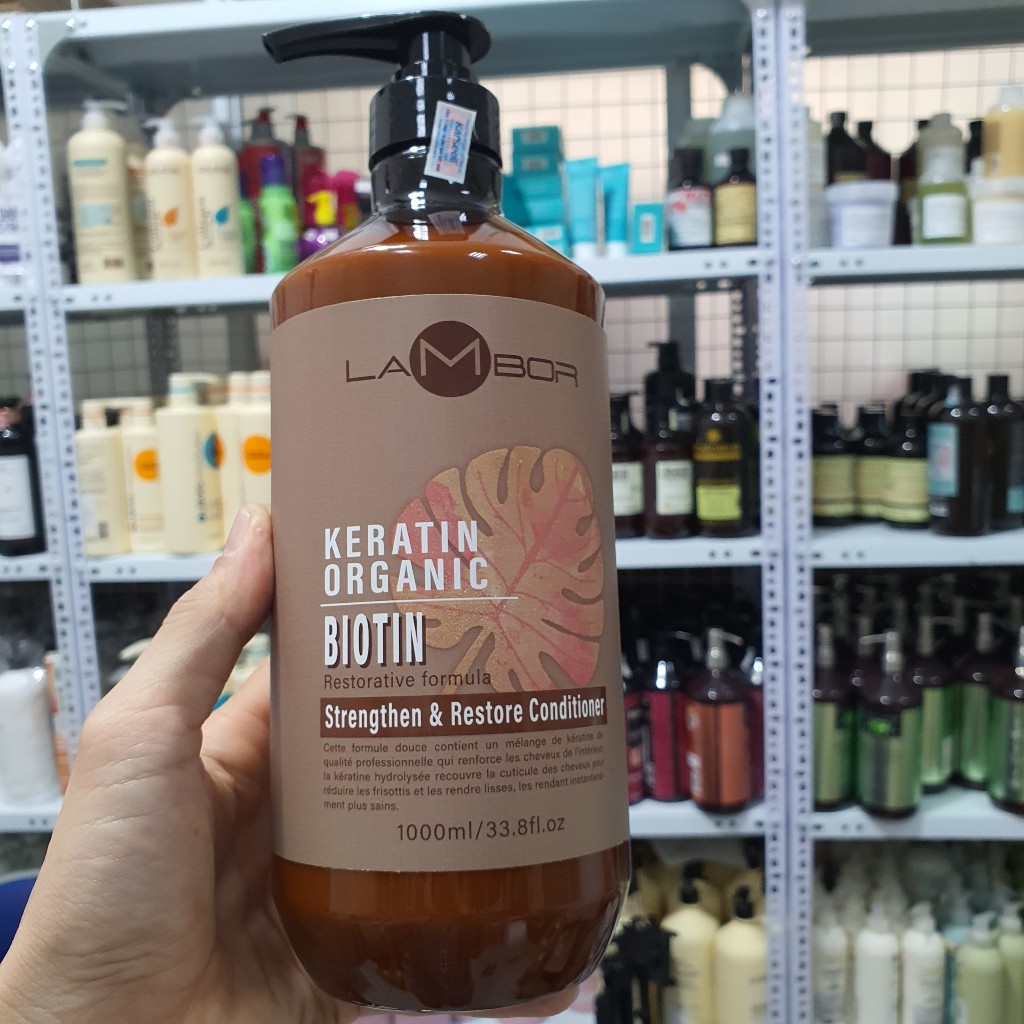 LAMBOR
KERATIN
ORGANIC
BIOTIN
Restorative formula
Strengthen & Restore Conditioner
Cette formule douce contient un mélange de kératine de
qualité professionnelle qui renforce les cheveux de l'intérieur,
la kératine hydrolysée recouvre la cuticule des cheveux pour
réduire les frisottis et les rendre lisses, les rendant instantané-
ment plus sains.
1000ml/33.8fl.oz